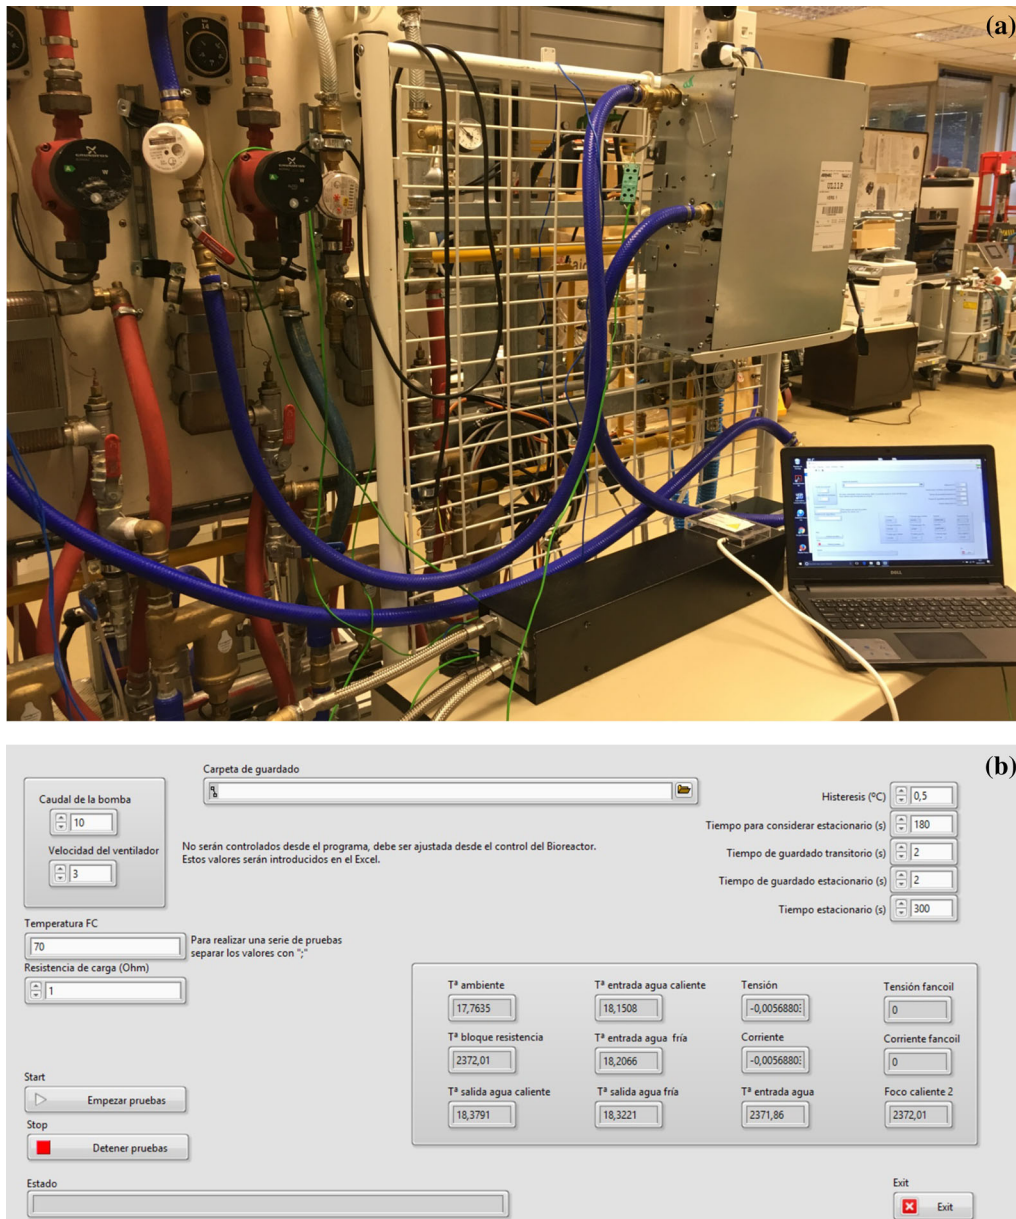 (a)
14
GRUNDFOS
ULLIP
DELL
(b)
Carpeta de guardado
Caudal de la bomba
10
Velocidad del ventilador
3
No serán controlados desde el programa, debe ser ajustada desde el control del Bioreactor.
Estos valores serán introducidos en el Excel.
Histeresis (ºC) 0,5
Tiempo para considerar estacionario (s) 180
Tiempo de guardado transitorio (s) 2
Tiempo de guardado estacionario (s) 2
Tiempo estacionario (s) 300
Temperatura FC
70
Para realizar una serie de pruebas
separar los valores con ";"
Resistencia de carga (Ohm)
1
Tª ambiente Tª entrada agua caliente Tensión Tensión fancoil
17,7635 18,1508 -0,0056880 0
Tª bloque resistencia Tª entrada agua fría Corriente Corriente fancoil
2372,01 18,2066 -0,0056880 0
Tª salida agua caliente Tª salida agua fría Tª entrada agua Foco caliente 2
18,3791 18,3221 2371,86 2372,01
Start
Empezar pruebas
Stop
Detener pruebas
Estado
Exit
Exit